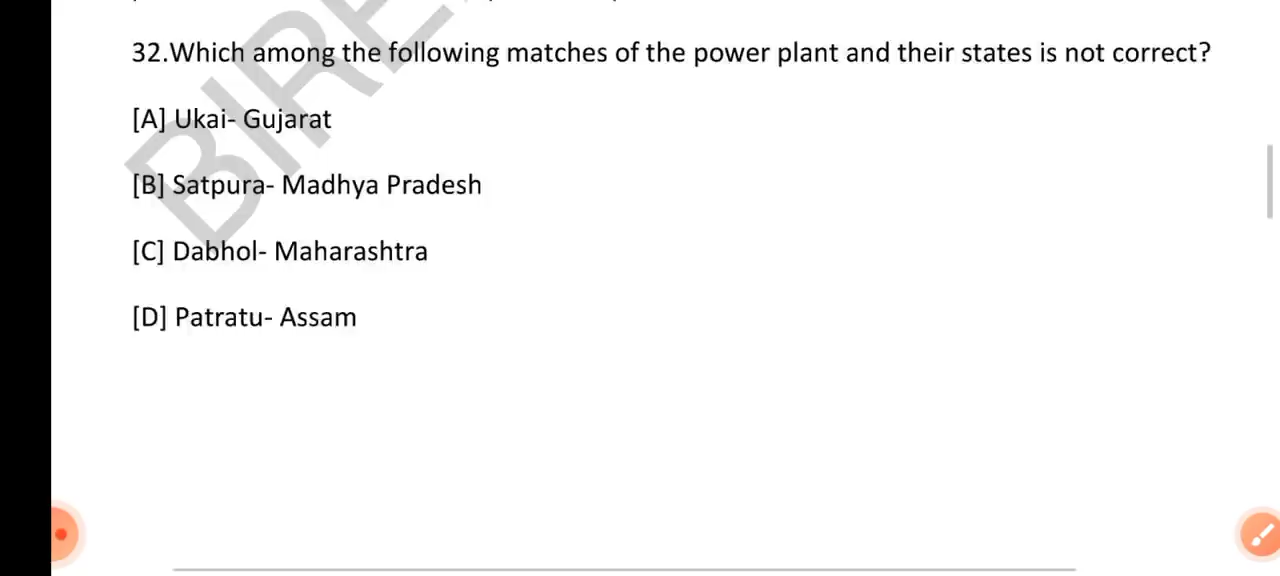 32.Which among the following matches of the power plant and their states is not correct?
[A] Ukai- Gujarat
[B] Satpura- Madhya Pradesh
[C] Dabhol- Maharashtra
[D] Patratu- Assam
BIRE